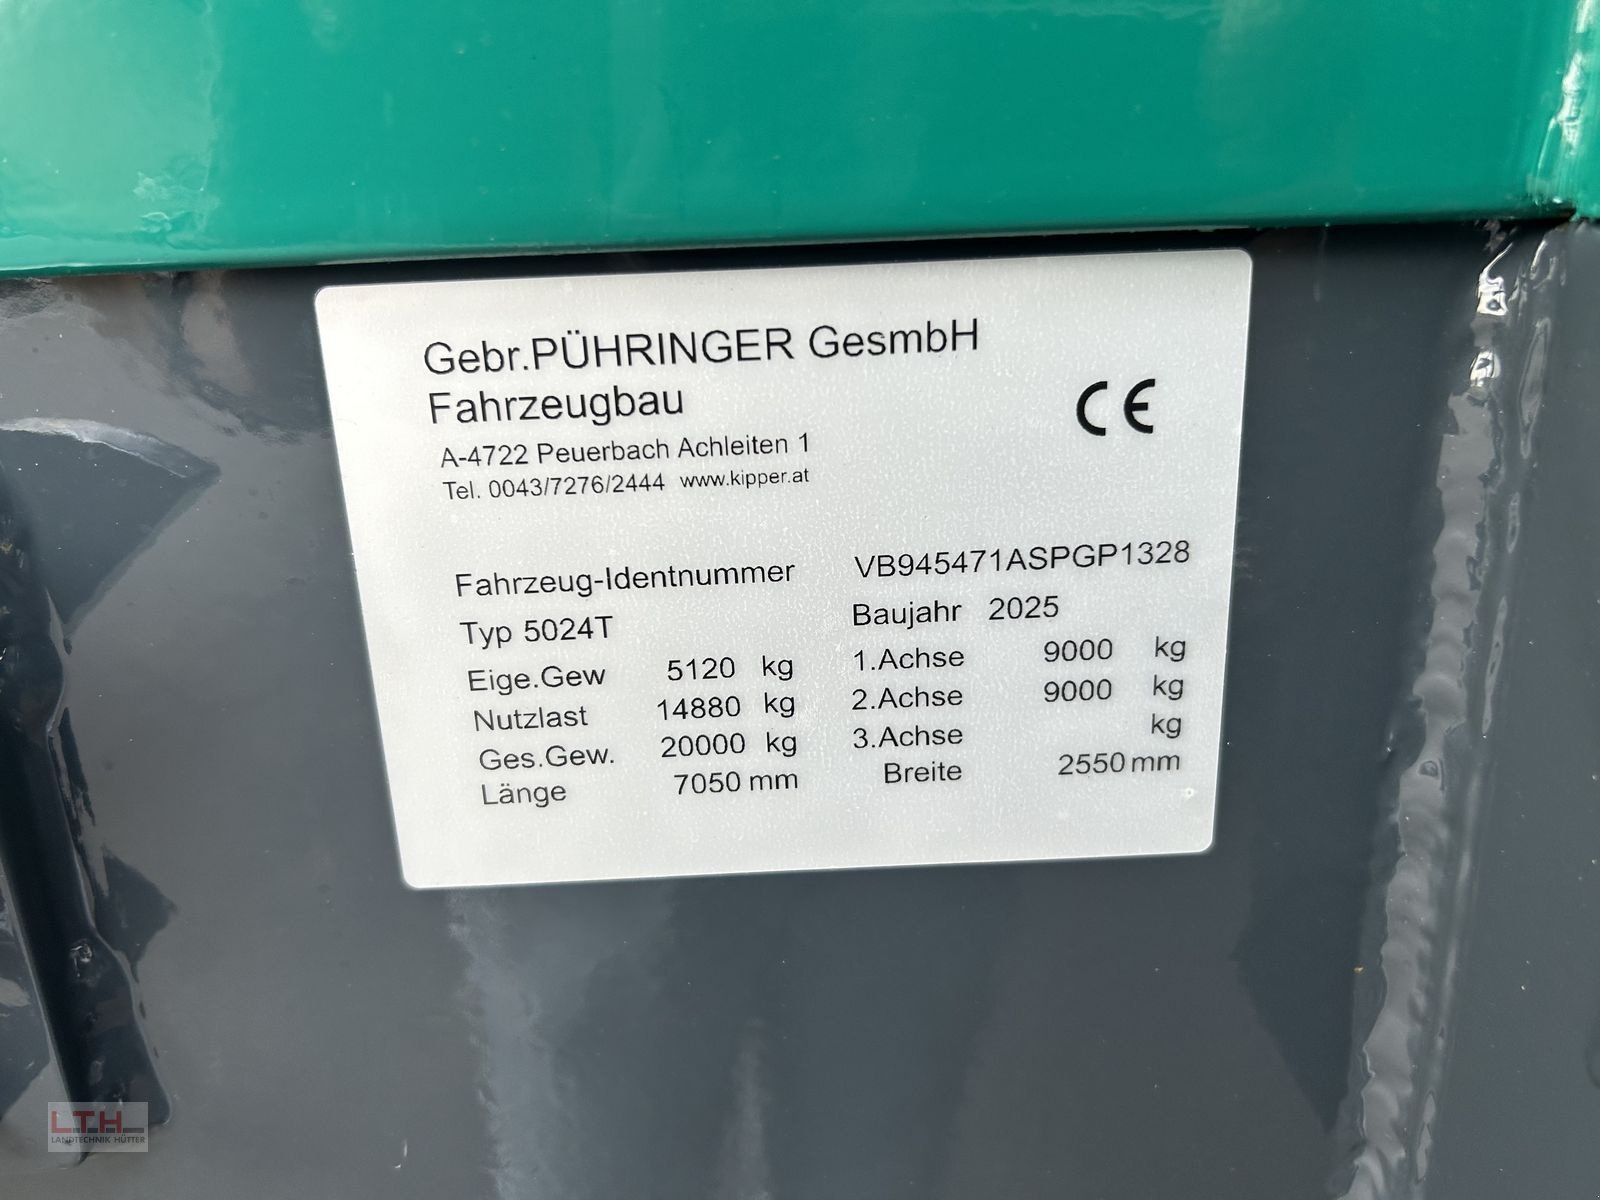 Gebr.PÜHRINGER GesmbH
Fahrzeugbau
A-4722 Peuerbach Achleiten 1
Tel. 0043/7276/2444 www.kipper.at
CE
Fahrzeug-Identnummer VB945471ASPGP1328
Typ 5024T Baujahr 2025
Eige.Gew 5120 kg 1.Achse 9000 kg
Nutzlast 14880 kg 2.Achse 9000 kg
Ges.Gew. 20000 kg 3.Achse kg
Länge 7050 mm Breite 2550 mm
LTH
LANDTECHNIK HÜTTER